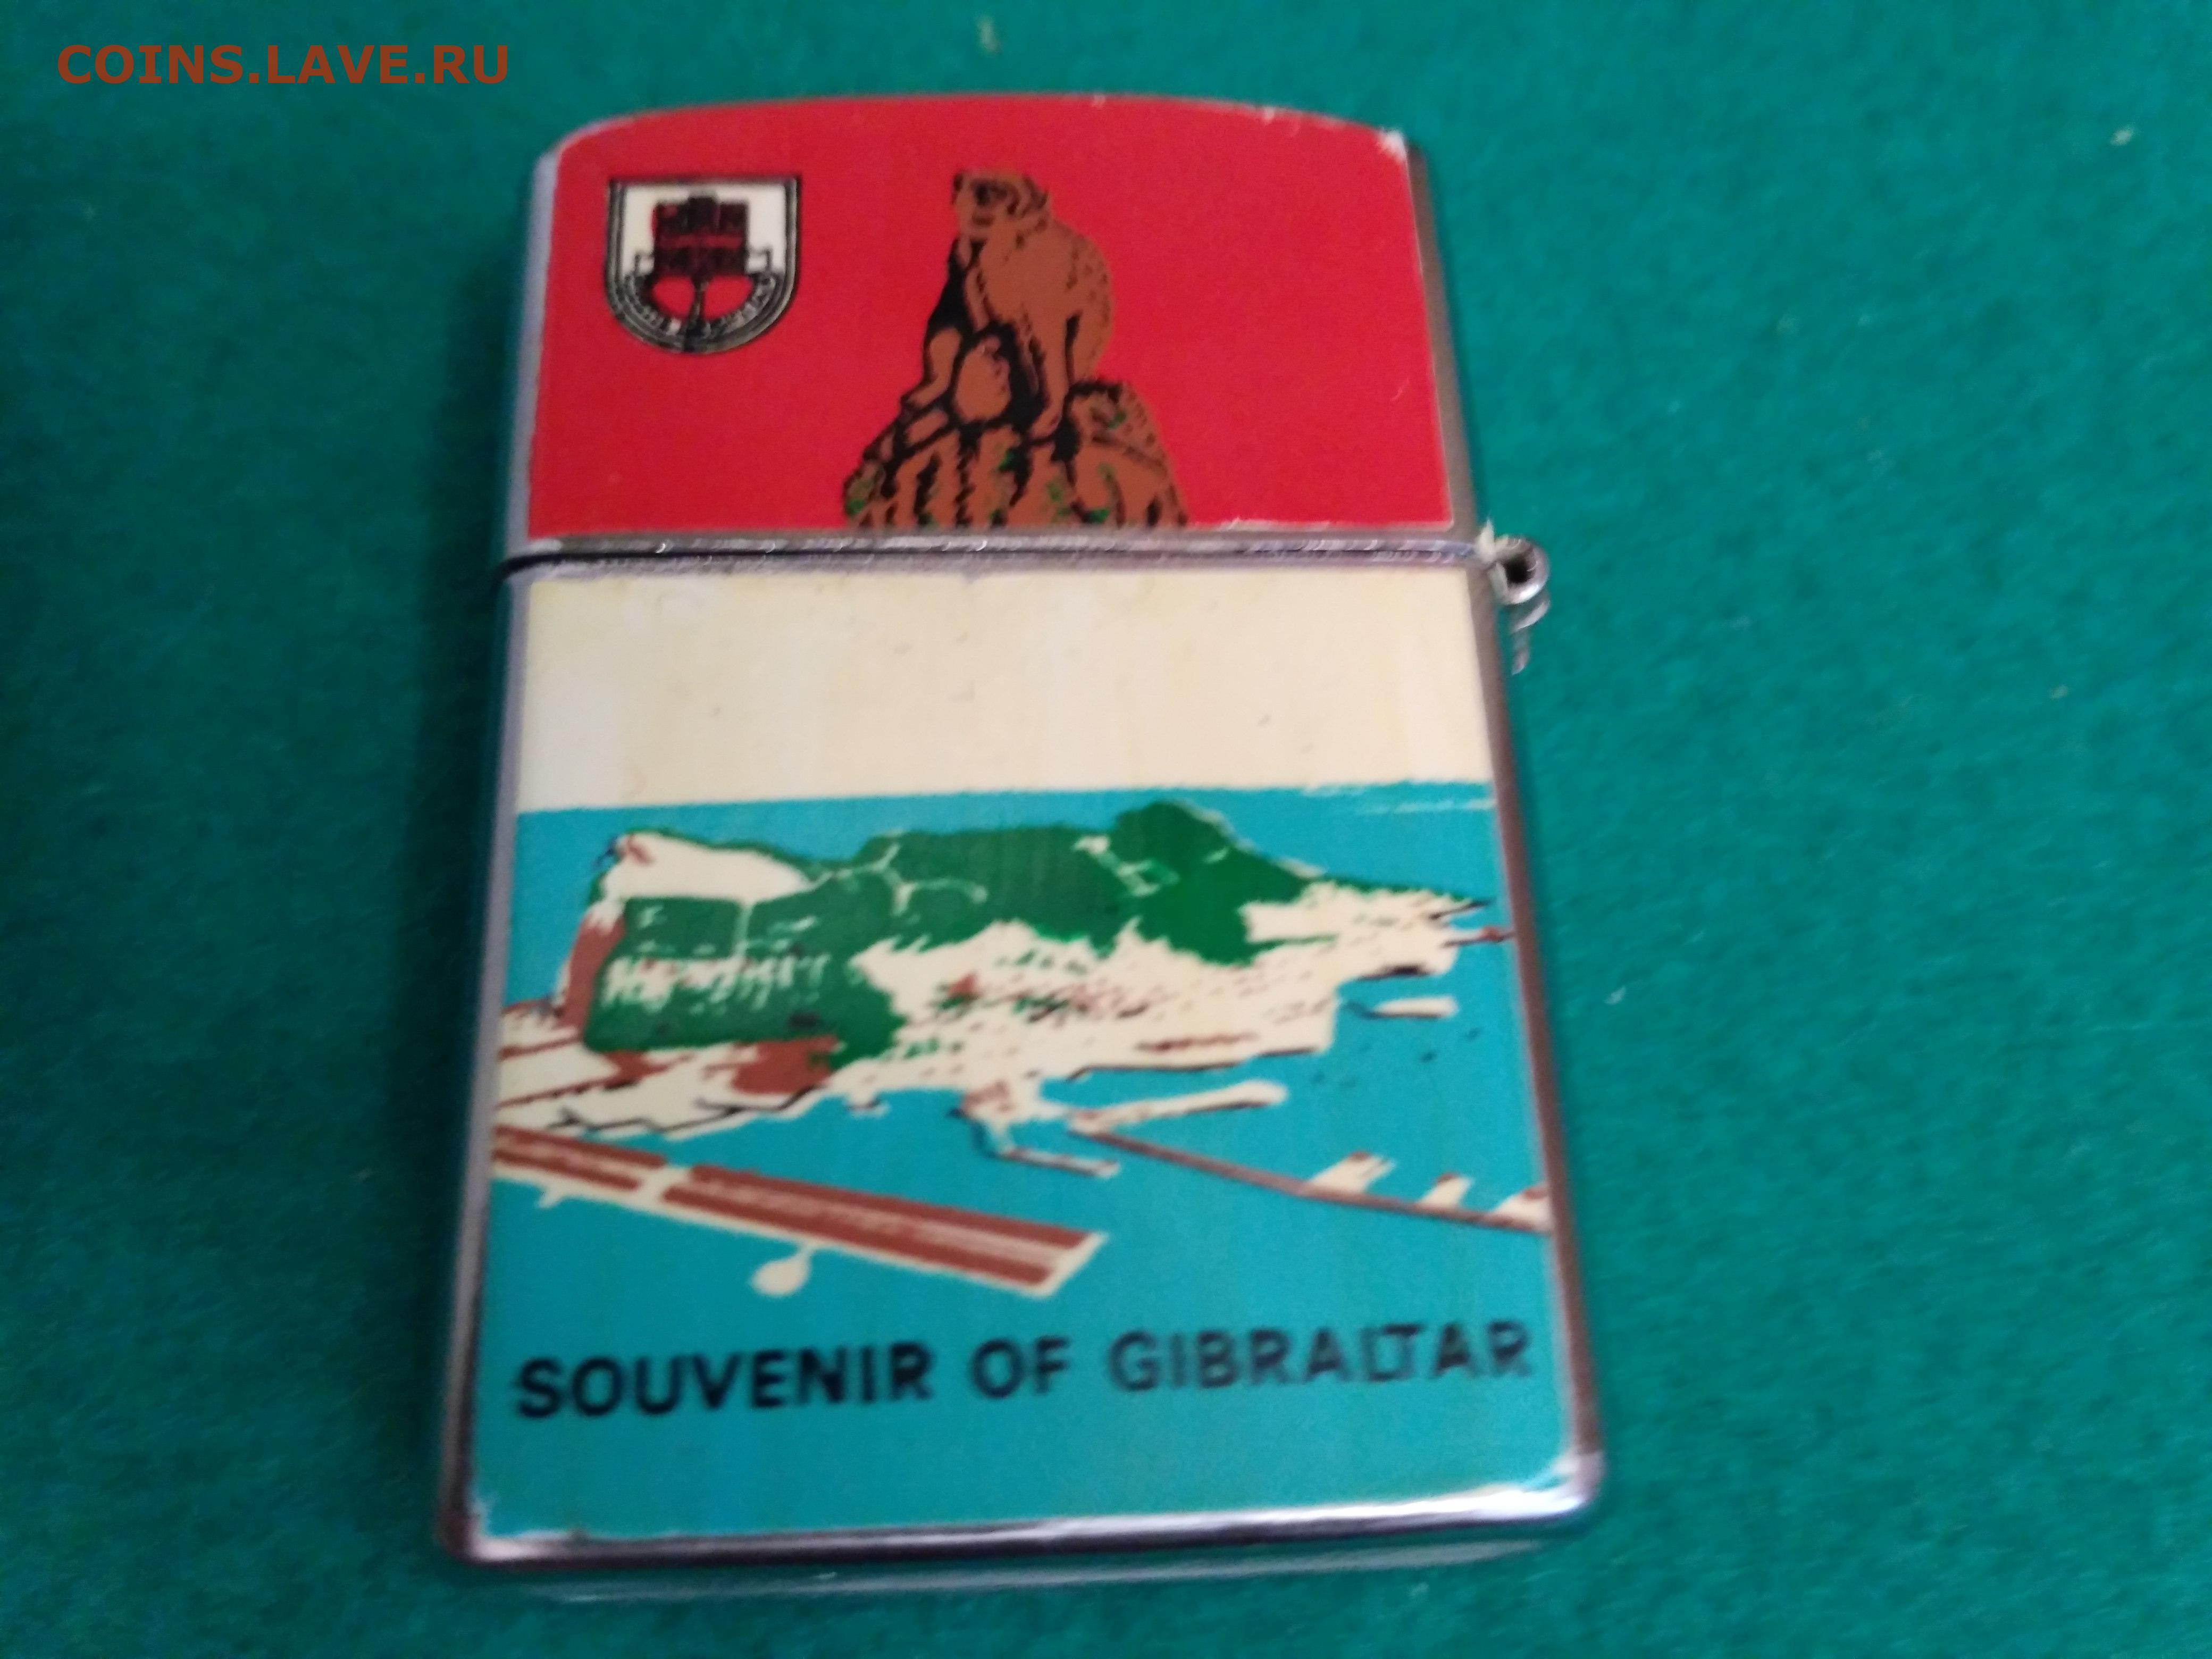 COINS.LAVE.RU
SOUVENIR OF GIBRALTAR